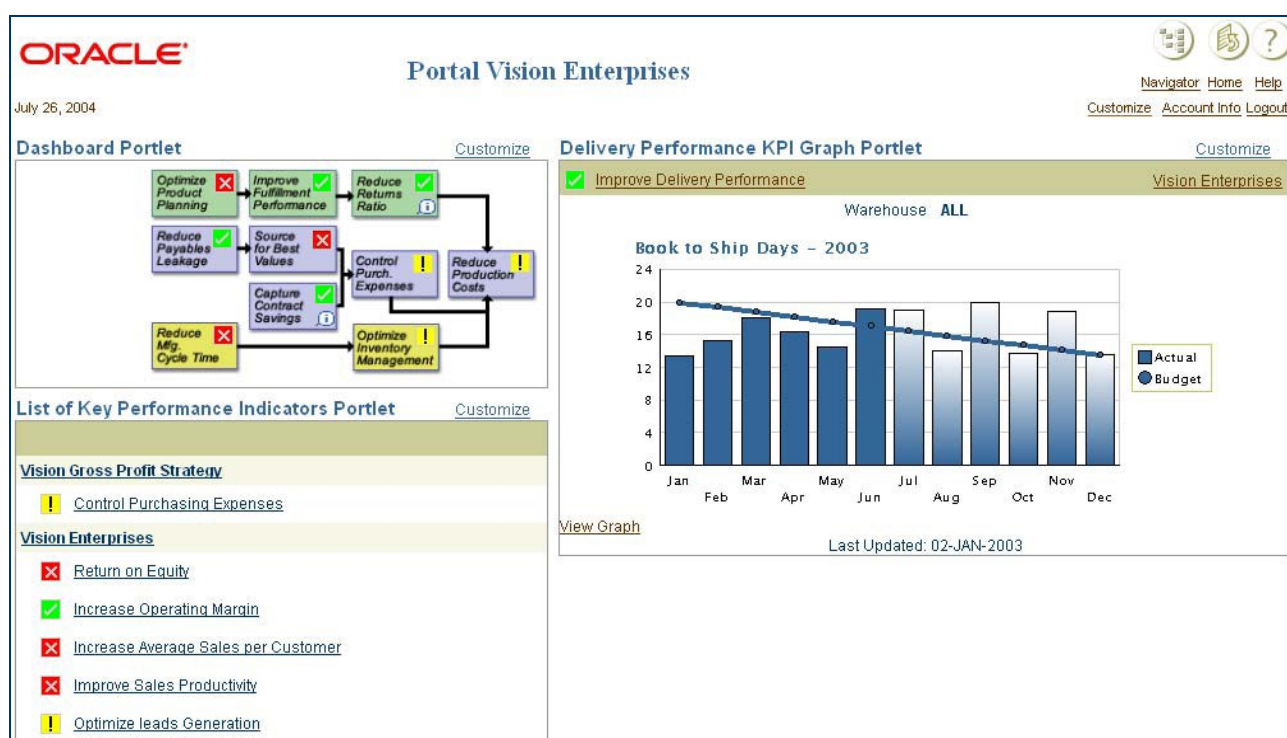 ORACLE
Portal Vision Enterprises
Navigator Home Help
July 26, 2004
Customize Account Info Logout
Dashboard Portlet
Customize
Optimize
Product
Planning
Improve
Fulfillment
Performance
Reduce
Returns
Ratio
Reduce
Payables
Leakage
Source
for Best
Values
Control
Purch.
Expenses
Reduce
Production
Costs
Capture
Contract
Savings
Reduce
Mfg.
Cycle Time
Optimize
Inventory
Management
List of Key Performance Indicators Portlet
Customize
Vision Gross Profit Strategy
Control Purchasing Expenses
Vision Enterprises
Return on Equity
Increase Operating Margin
Increase Average Sales per Customer
Improve Sales Productivity
Optimize leads Generation
Delivery Performance KPI Graph Portlet
Customize
Improve Delivery Performance
Vision Enterprises
Warehouse ALL
Book to Ship Days – 2003
24
20
16
12
8
4
0
Jan Feb Mar Apr May Jun Jul Aug Sep Oct Nov Dec
Actual
Budget
View Graph
Last Updated: 02-JAN-2003